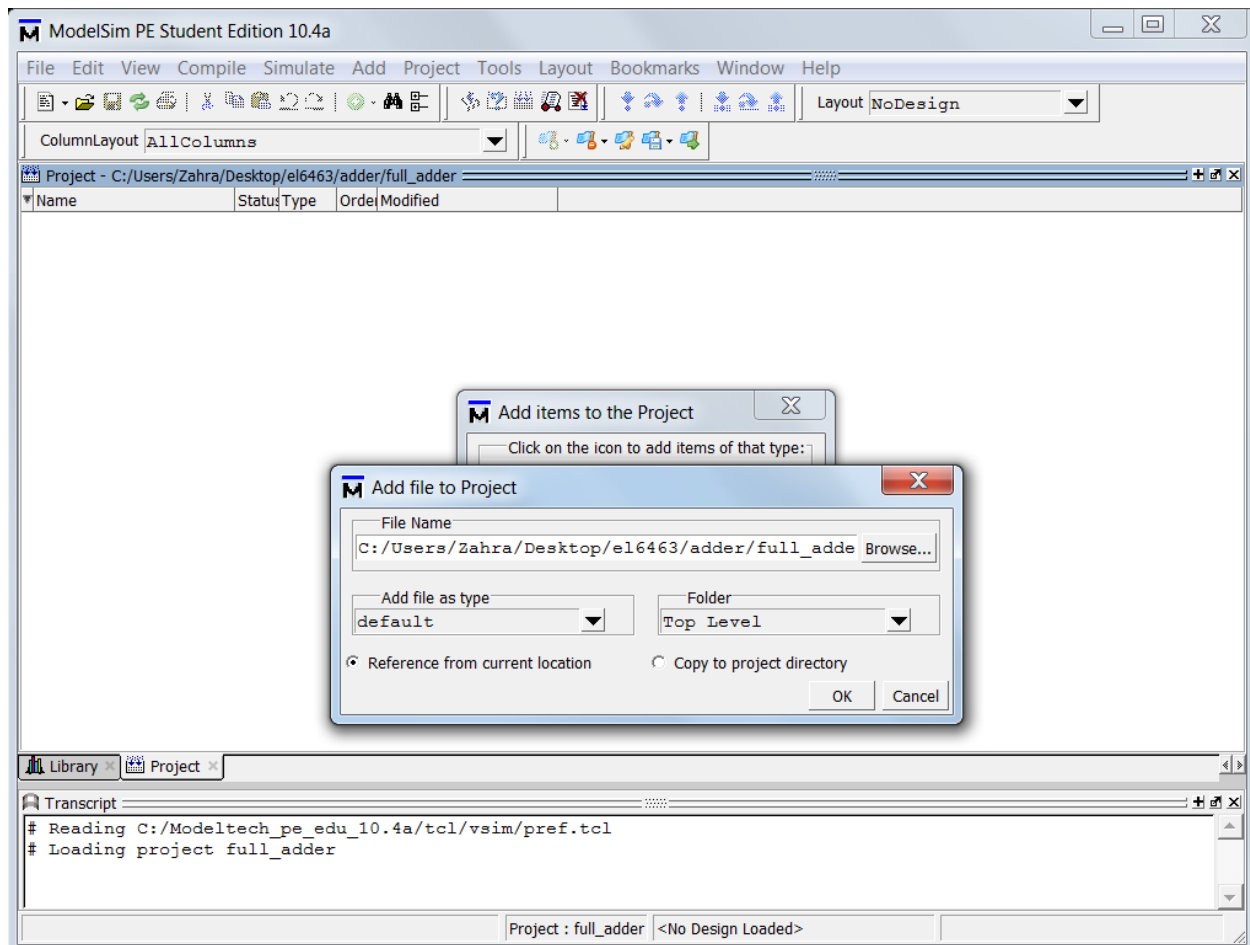 ModelSim PE Student Edition 10.4a
File Edit View Compile Simulate Add Project Tools Layout Bookmarks Window Help
Layout NoDesign
ColumnLayout AllColumns
Project - C:/Users/Zahra/Desktop/el6463/adder/full_adder
Name Status Type Order Modified
Add items to the Project
Click on the icon to add items of that type:
Add file to Project
File Name
C:/Users/Zahra/Desktop/el6463/adder/full_adde Browse...
Add file as type Folder
default Top Level
Reference from current location Copy to project directory
OK Cancel
Library Project
Transcript
# Reading C:/Modeltech_pe_edu_10.4a/tcl/vsim/pref.tcl
# Loading project full_adder
Project : full_adder <No Design Loaded>